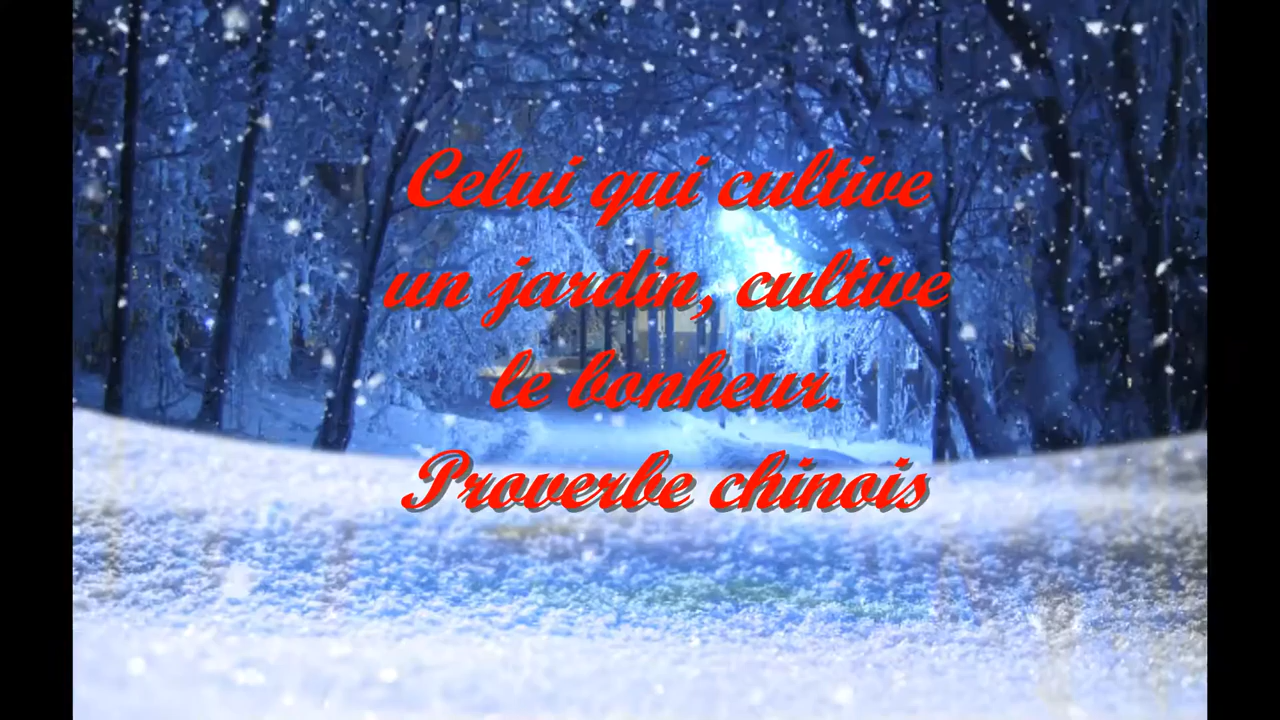 Celui qui cultive
un jardin, cultive
le bonheur.
Proverbe chinois